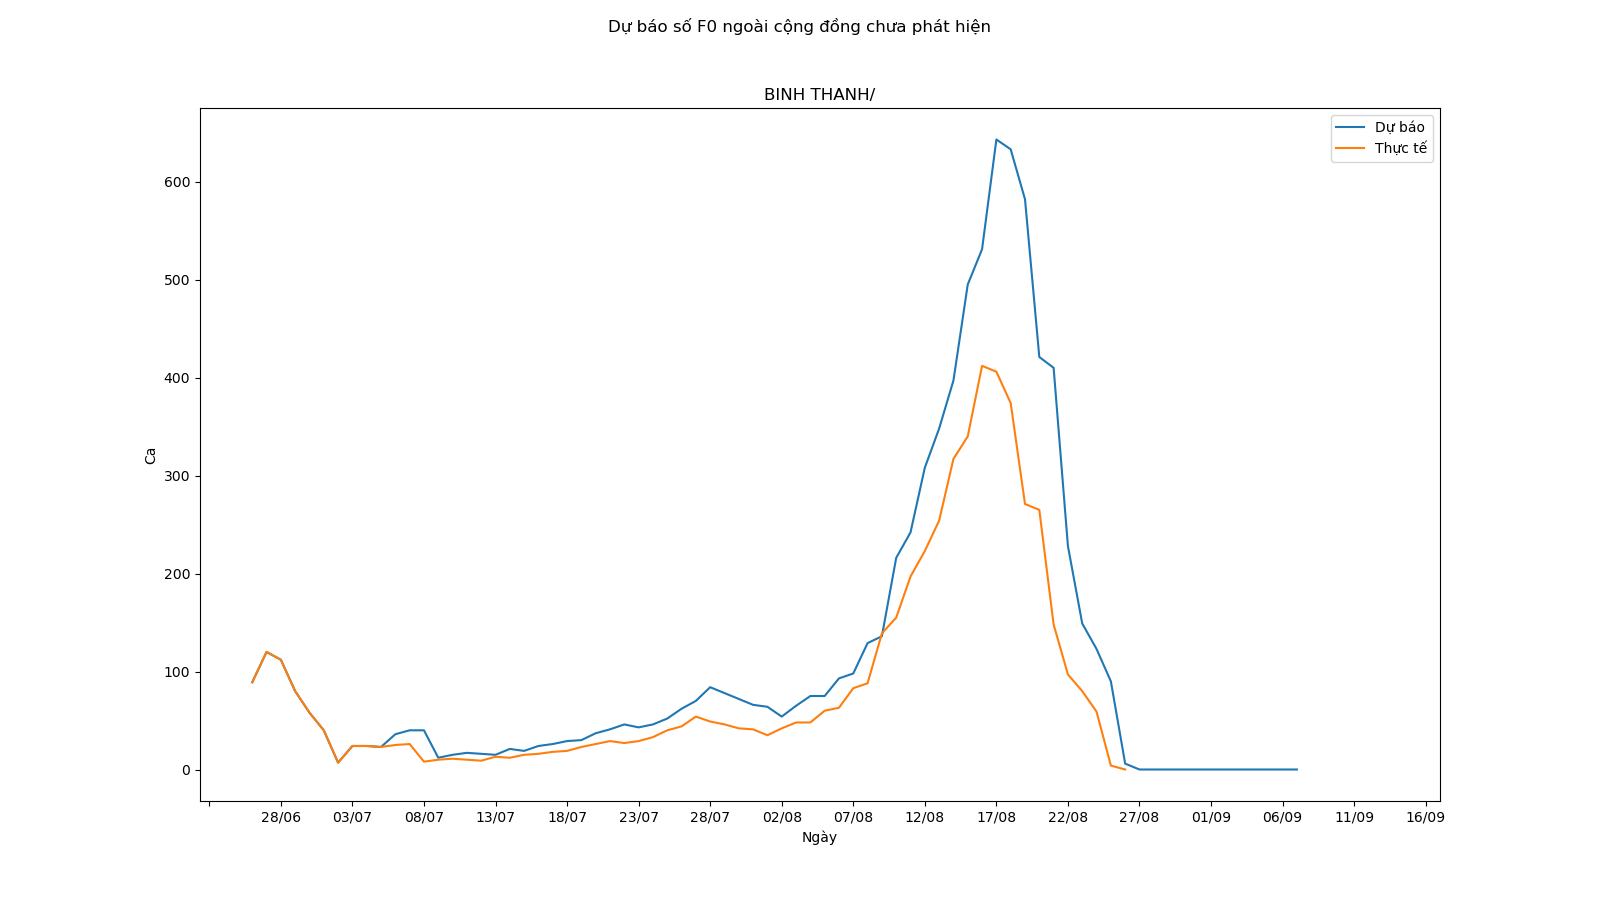 Dự báo số F0 ngoài cộng đồng chưa phát hiện
BINH THANH/
Dự báo
Thực tế
600
500
400
300
200
100
0
Ca
28/06 03/07 08/07 13/07 18/07 23/07 28/07 02/08 07/08 12/08 17/08 22/08 27/08 01/09 06/09 11/09 16/09
Ngày